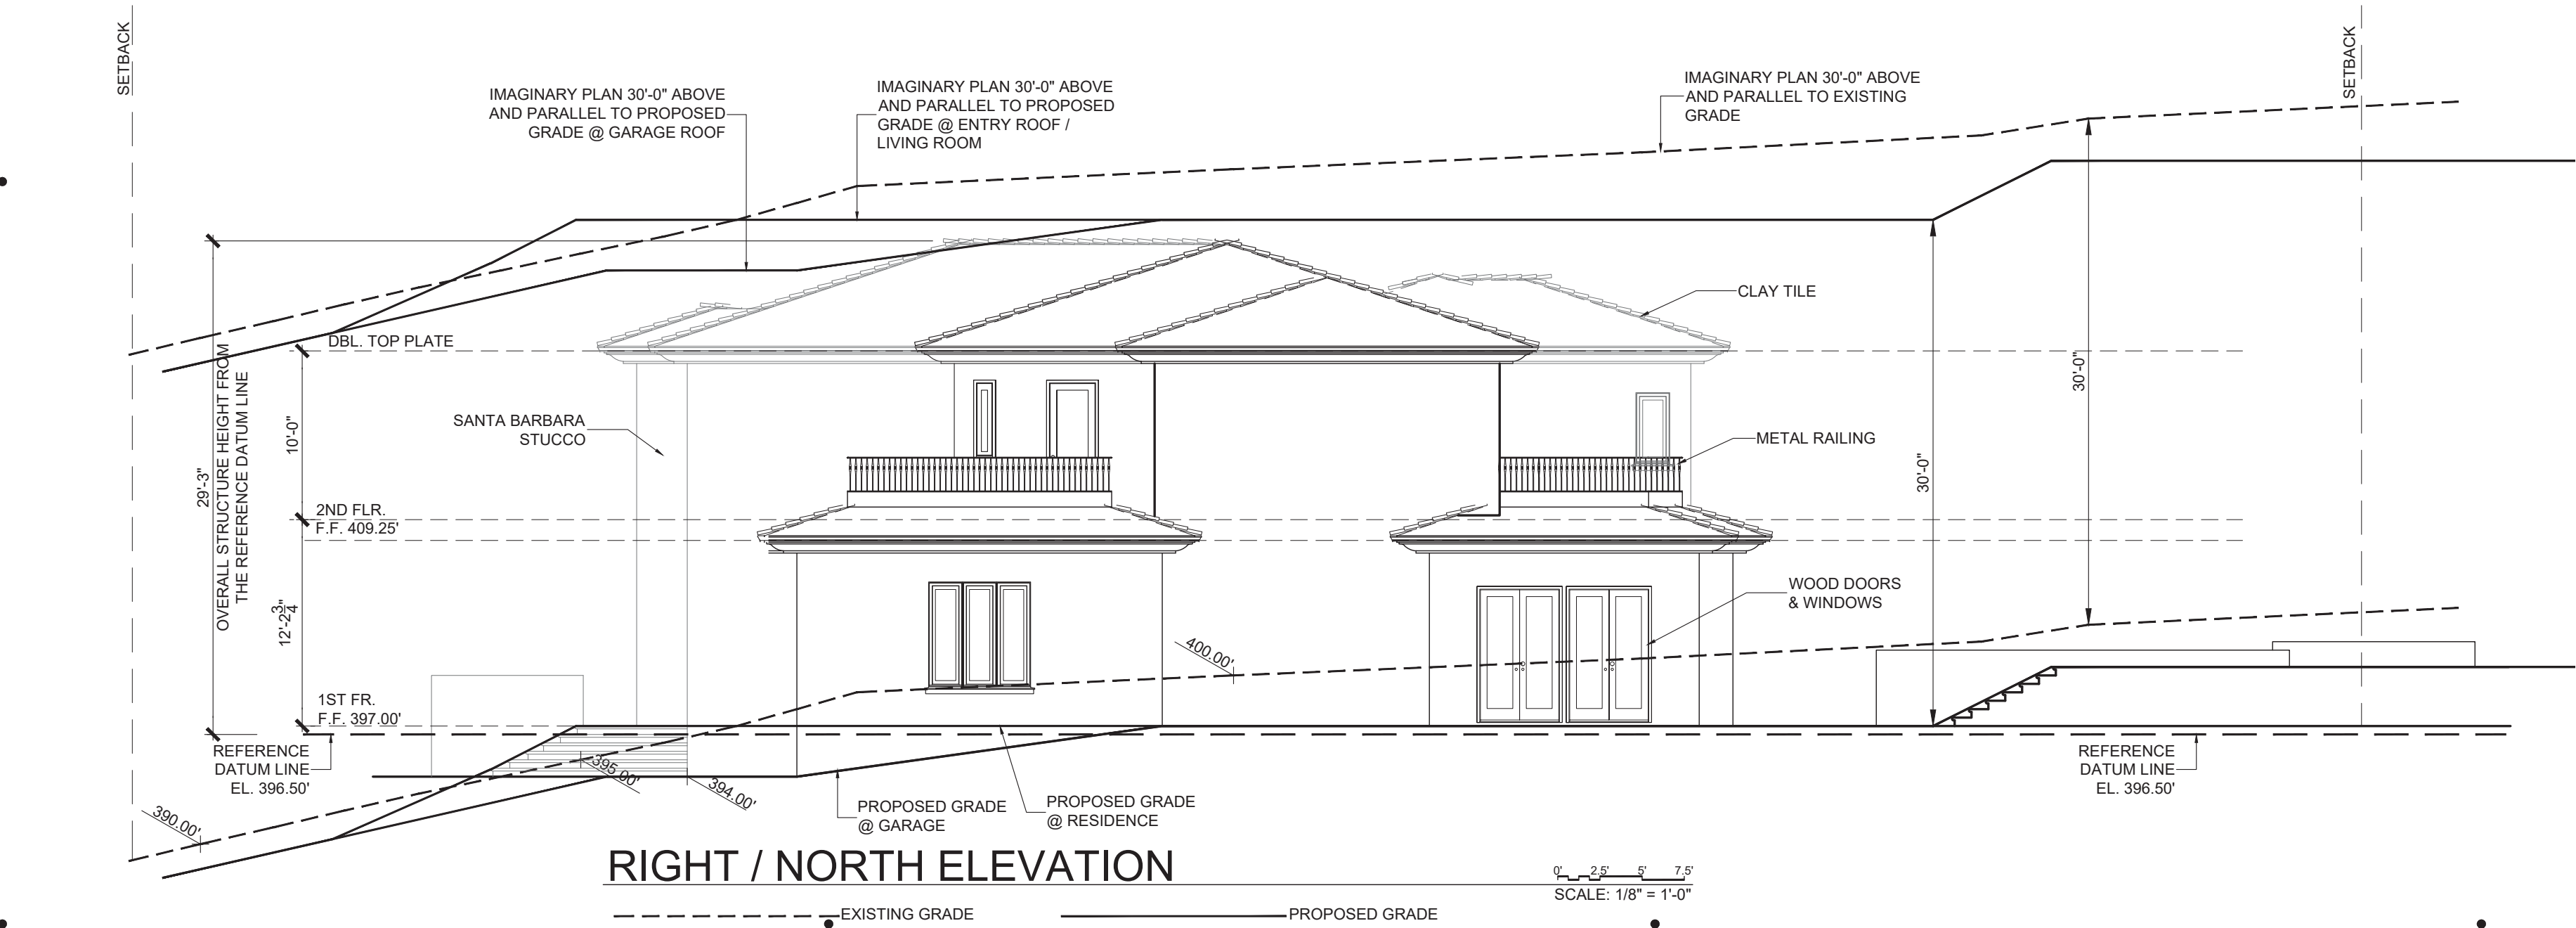 SETBACK
SETBACK
IMAGINARY PLAN 30'-0" ABOVE
AND PARALLEL TO PROPOSED
GRADE @ GARAGE ROOF
IMAGINARY PLAN 30'-0" ABOVE
AND PARALLEL TO PROPOSED
GRADE @ ENTRY ROOF /
LIVING ROOM
IMAGINARY PLAN 30'-0" ABOVE
AND PARALLEL TO EXISTING
GRADE
CLAY TILE
DBL. TOP PLATE
29'-3"
OVERALL STRUCTURE HEIGHT FROM
THE REFERENCE DATUM LINE
10'-0"
SANTA BARBARA
STUCCO
METAL RAILING
30'-0"
30'-0"
2ND FLR.
F.F. 409.25'
12'-2 3/4"
WOOD DOORS
& WINDOWS
400.00'
1ST FR.
F.F. 397.00'
REFERENCE
DATUM LINE
EL. 396.50'
395.00'
394.00'
390.00'
PROPOSED GRADE
@ GARAGE
PROPOSED GRADE
@ RESIDENCE
REFERENCE
DATUM LINE
EL. 396.50'
RIGHT / NORTH ELEVATION
0' 2.5' 5' 7.5'
SCALE: 1/8" = 1'-0"
EXISTING GRADE
PROPOSED GRADE